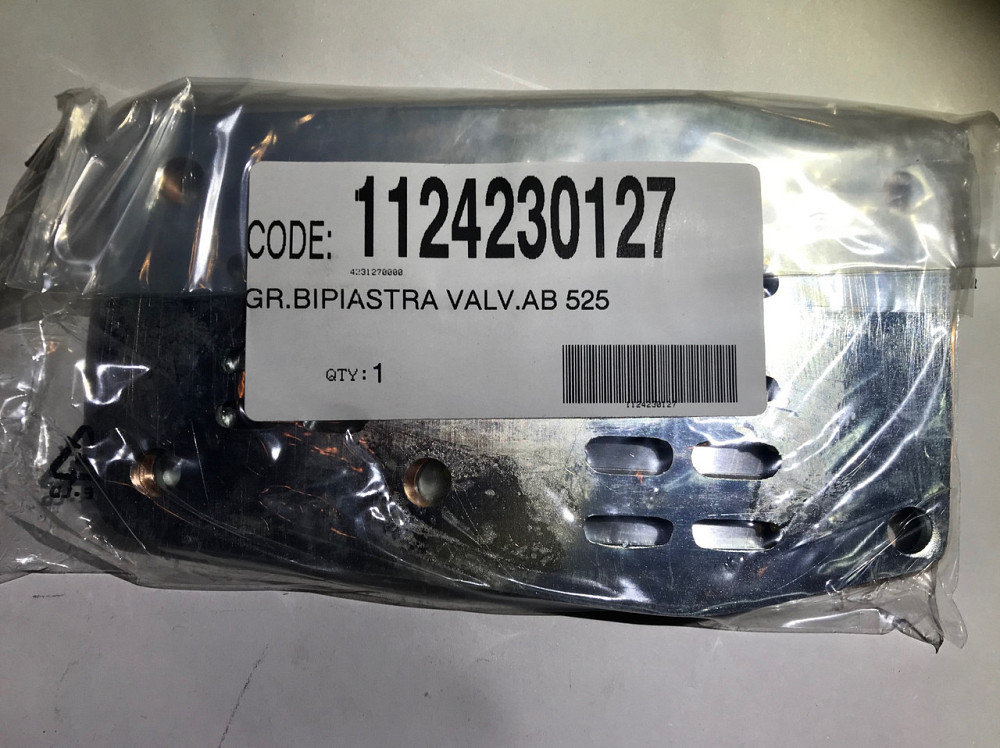 CODE: 1124230127
4231270000
GR.BIPIASTRA VALV.AB 525
QTY:1
1124230127